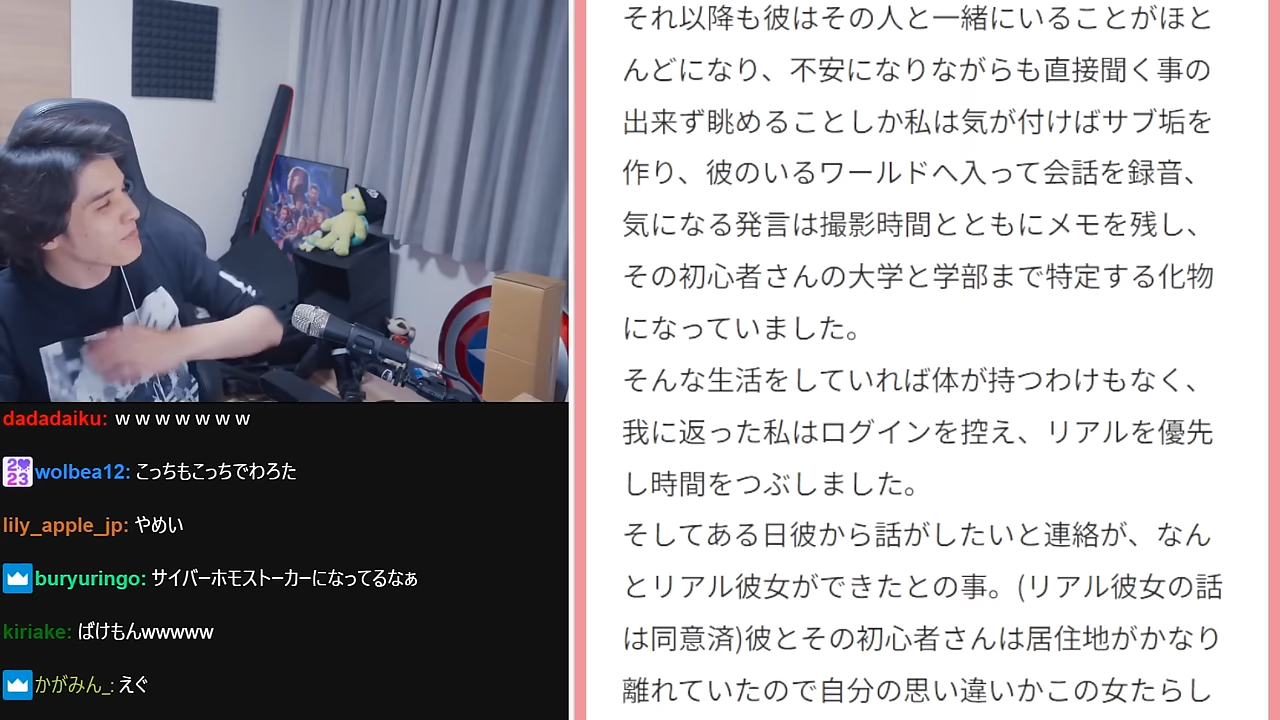 それ以降も彼はその人と一緒にいることがほと
んどになり、不安になりながらも直接聞く事の
出来ず眺めることしか私は気が付けばサブ垢を
作り、彼のいるワールドへ入って会話を録音、
気になる発言は撮影時間とともにメモを残し、
その初心者さんの大学と学部まで特定する化物
になっていました。
そんな生活をしていれば体が持つわけもなく、
我に返った私はログインを控え、リアルを優先
し時間をつぶしました。
そしてある日彼から話がしたいと連絡が、なん
とリアル彼女ができたとの事。(リアル彼女の話
は同意済)彼とその初心者さんは居住地がかなり
離れていたので自分の思い違いかこの女たらし
dadadaiku: ｗｗｗｗｗｗｗ
2023 wolbea12: こっちもこっちでわろた
lily_apple_jp: やめい
buryuringo: サイバーホモストーカーになってるなぁ
kiriake: ばけもんwwwww
かがみん_: えぐ